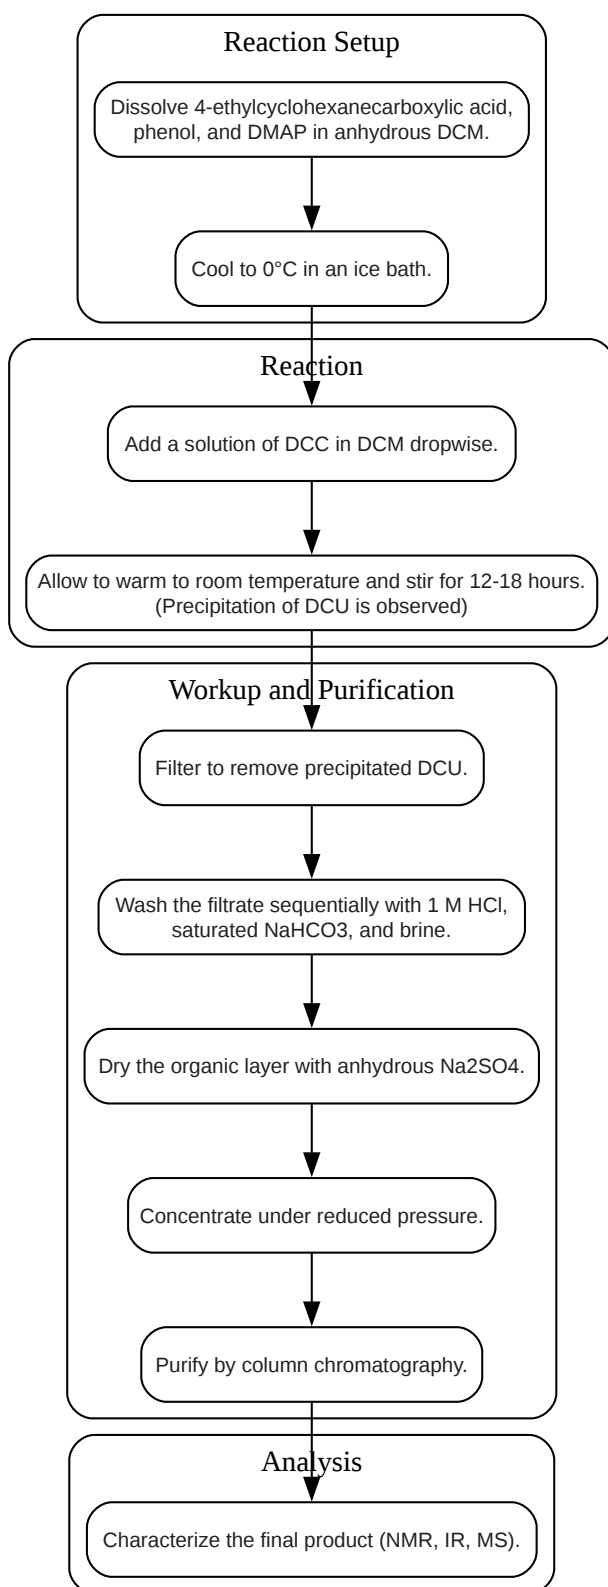 Reaction Setup
Dissolve 4-ethylcyclohexanecarboxylic acid,
phenol, and DMAP in anhydrous DCM.
Cool to 0°C in an ice bath.
Reaction
Add a solution of DCC in DCM dropwise.
Allow to warm to room temperature and stir for 12-18 hours.
(Precipitation of DCU is observed)
Workup and Purification
Filter to remove precipitated DCU.
Wash the filtrate sequentially with 1 M HCl,
saturated NaHCO3, and brine.
Dry the organic layer with anhydrous Na2SO4.
Concentrate under reduced pressure.
Purify by column chromatography.
Analysis
Characterize the final product (NMR, IR, MS).